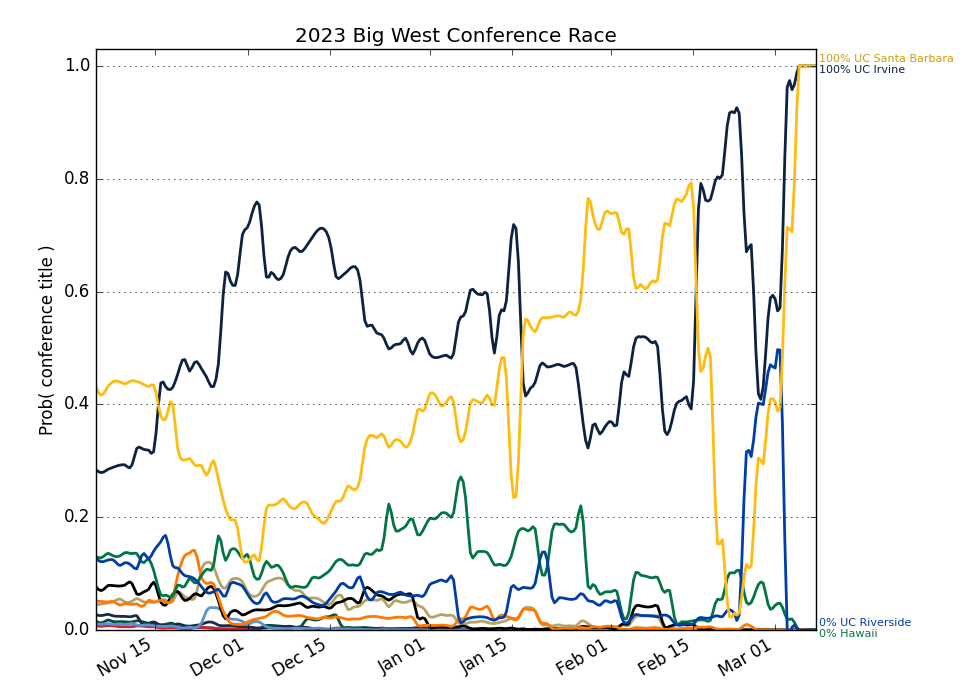 2023 Big West Conference Race
1.0
0.8
0.6
0.4
0.2
0.0
Prob( conference title )
100% UC Santa Barbara
100% UC Irvine
0% UC Riverside
0% Hawaii
Nov 15
Dec 01
Dec 15
Jan 01
Jan 15
Feb 01
Feb 15
Mar 01